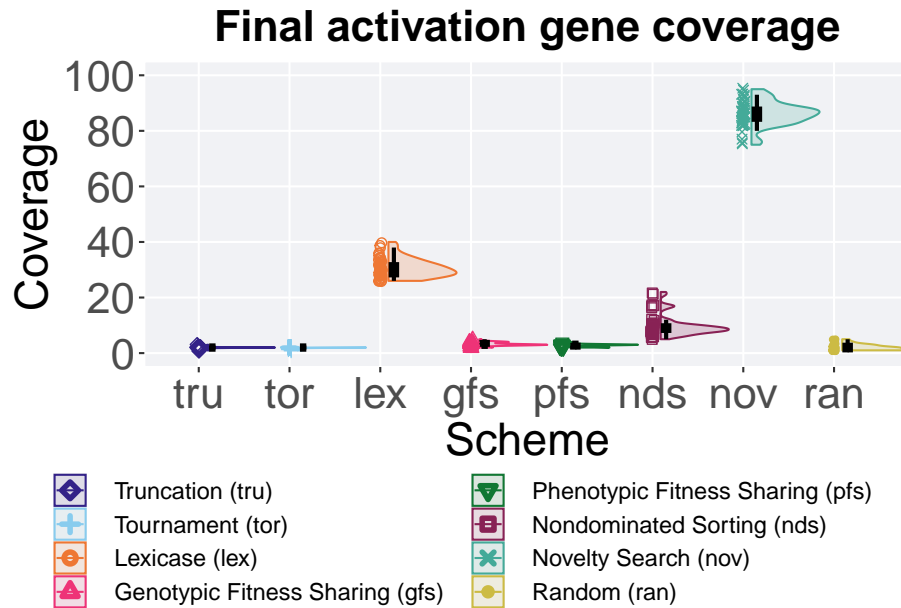 Final activation gene coverage
Coverage
100
80
60
40
20
0
tru tor lex gfs pfs nds nov ran
Scheme
Truncation (tru)
Tournament (tor)
Lexicase (lex)
Genotypic Fitness Sharing (gfs)
Phenotypic Fitness Sharing (pfs)
Nondominated Sorting (nds)
Novelty Search (nov)
Random (ran)